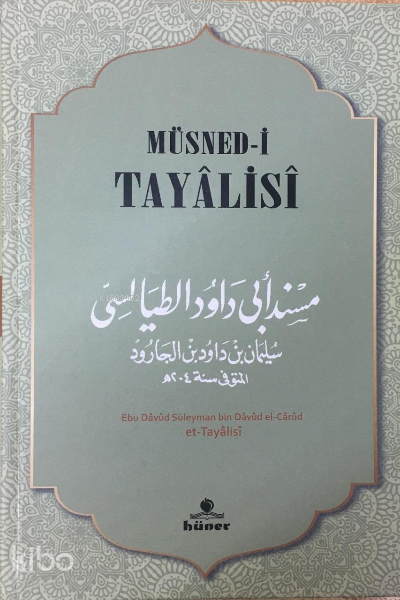 MÜSNED-İ
TAYÂLİSÎ
مسند أبي داود الطيالسي
سليمان بن داود بن الجارود
المتوفى سنة ٢٠٤ هـ
Ebu Dâvûd Süleyman bin Dâvûd el-Cârûd
et-Tayâlisî
hüner
kibo